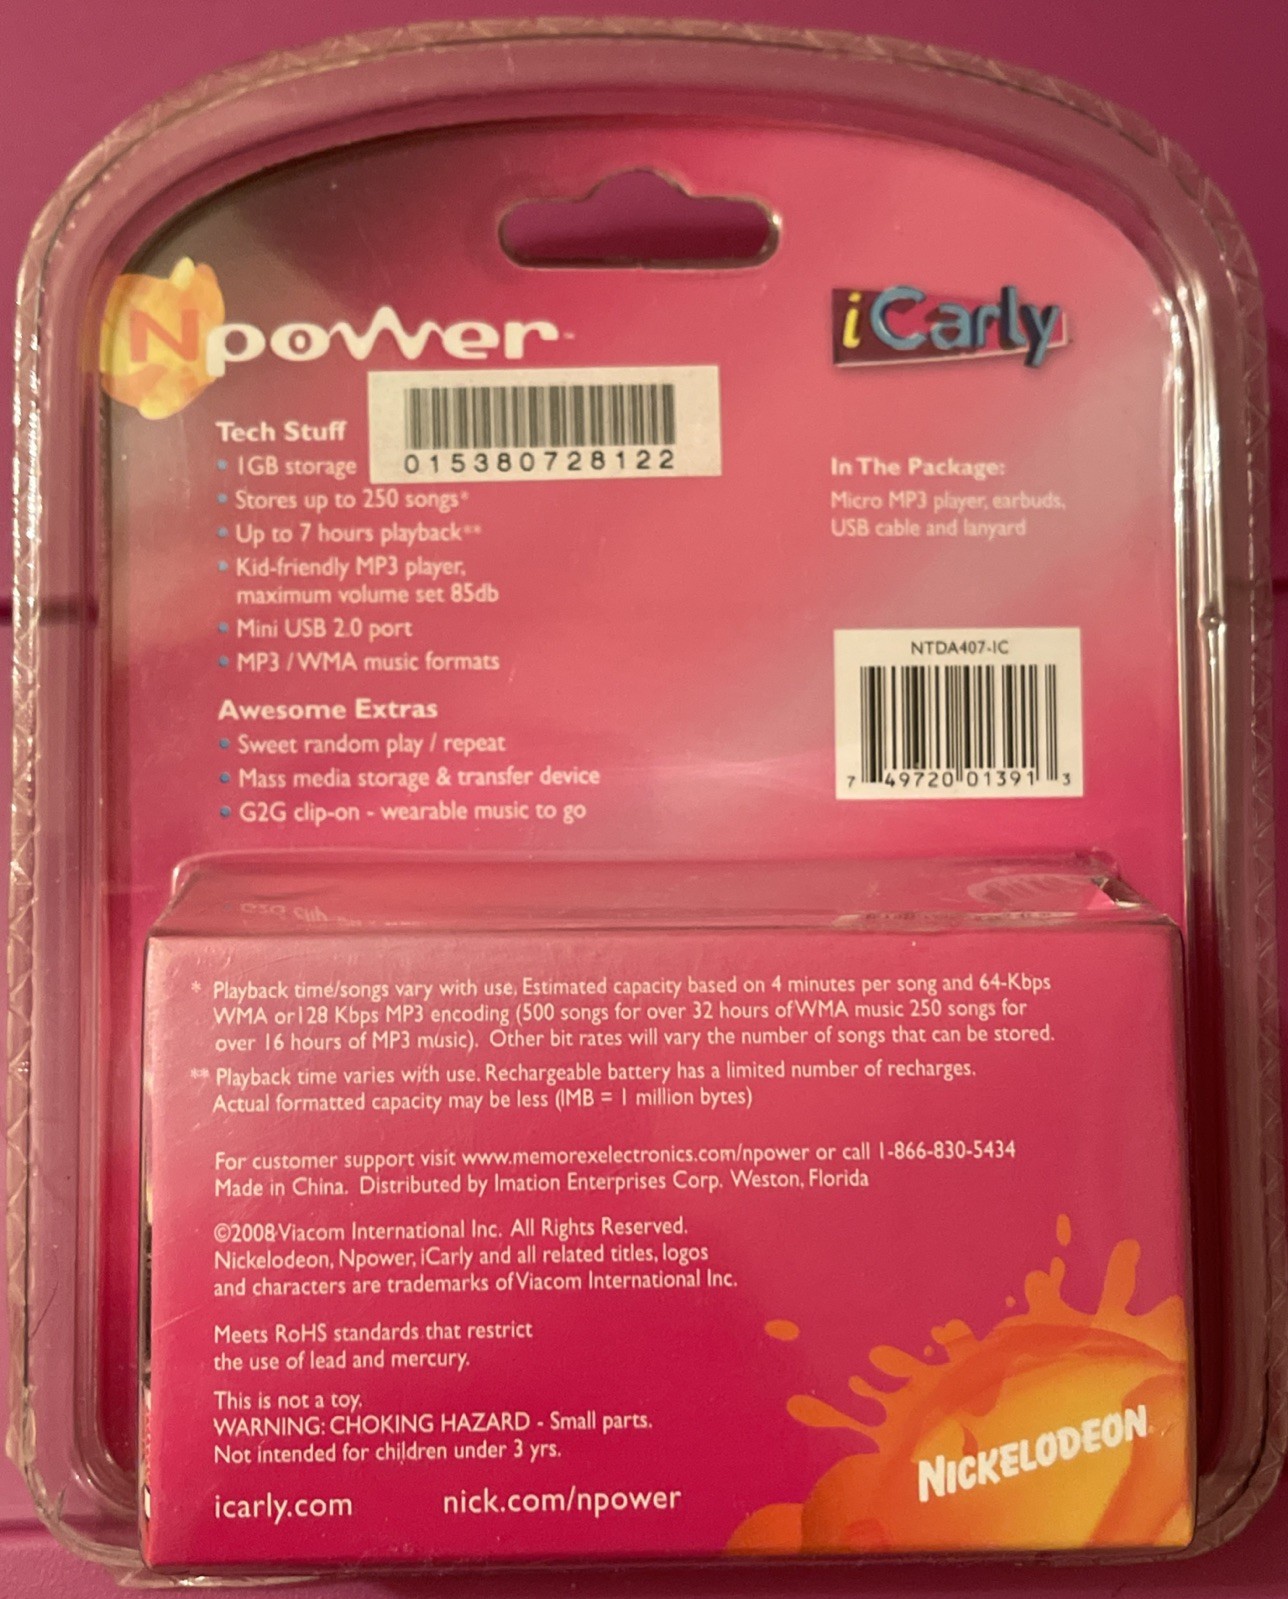 Npower™
iCarly
015380728122
Tech Stuff
• 1GB storage
• Stores up to 250 songs*
• Up to 7 hours playback**
• Kid-friendly MP3 player,
maximum volume set 85db
• Mini USB 2.0 port
• MP3 / WMA music formats
Awesome Extras
• Sweet random play / repeat
• Mass media storage & transfer device
• G2G clip-on - wearable music to go
In The Package:
Micro MP3 player, earbuds,
USB cable and lanyard
NTDA407-IC
7 49720 01391 3
* Playback time/songs vary with use. Estimated capacity based on 4 minutes per song and 64-Kbps
WMA or 128 Kbps MP3 encoding (500 songs for over 32 hours of WMA music 250 songs for
over 16 hours of MP3 music). Other bit rates will vary the number of songs that can be stored.
** Playback time varies with use. Rechargeable battery has a limited number of recharges.
Actual formatted capacity may be less (1MB = 1 million bytes)
For customer support visit www.memorexelectronics.com/npower or call 1-866-830-5434
Made in China. Distributed by Imation Enterprises Corp. Weston, Florida
©2008 Viacom International Inc. All Rights Reserved.
Nickelodeon, Npower, iCarly and all related titles, logos
and characters are trademarks of Viacom International Inc.
Meets RoHS standards that restrict
the use of lead and mercury.
This is not a toy.
WARNING: CHOKING HAZARD - Small parts.
Not intended for children under 3 yrs.
icarly.com nick.com/npower
NICKELODEON